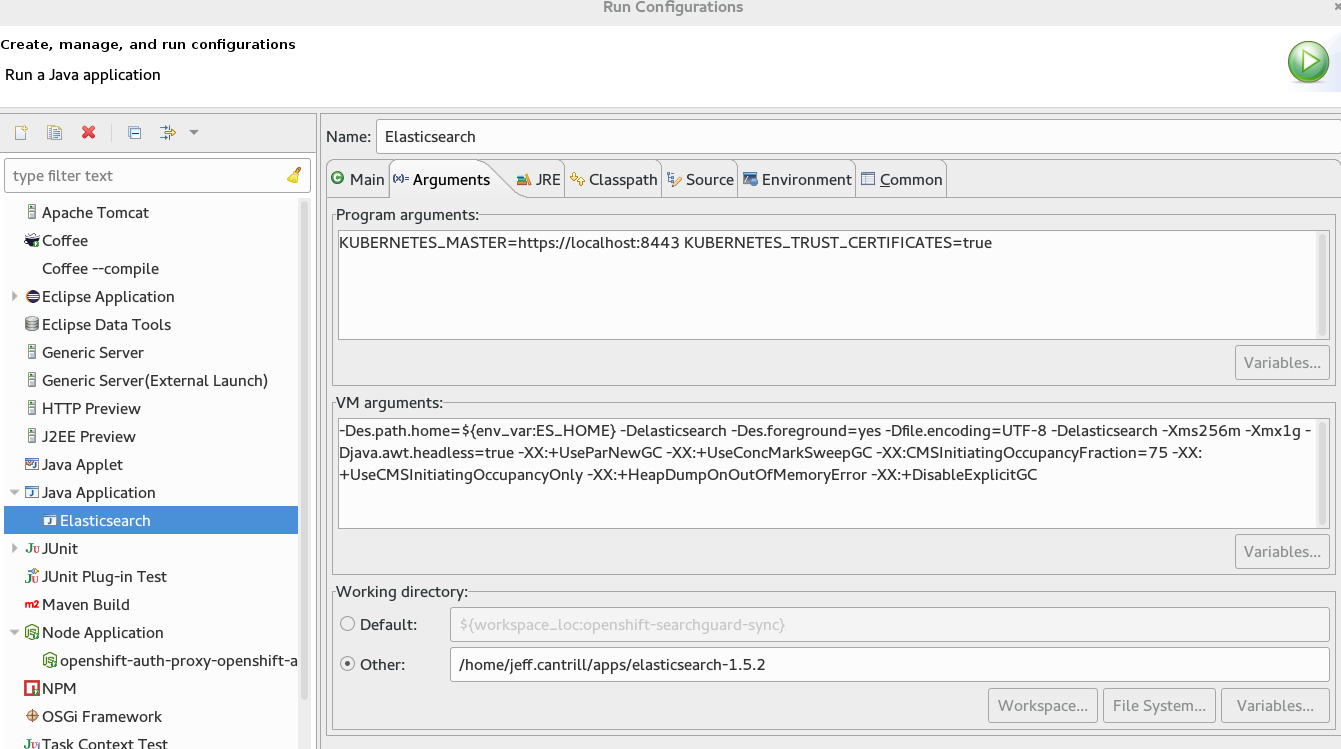 Run Configurations
Create, manage, and run configurations
Run a Java application
Name: Elasticsearch
type filter text
Main (x)= Arguments JRE Classpath Source Environment Common
Apache Tomcat
Coffee
Coffee --compile
Eclipse Application
Eclipse Data Tools
Generic Server
Generic Server(External Launch)
HTTP Preview
J2EE Preview
Java Applet
Java Application
Elasticsearch
JUnit
JUnit Plug-in Test
Maven Build
Node Application
openshift-auth-proxy-openshift-a
NPM
OSGi Framework
Task Context Test
Program arguments:
KUBERNETES_MASTER=https://localhost:8443 KUBERNETES_TRUST_CERTIFICATES=true
Variables...
VM arguments:
-Des.path.home=${env_var:ES_HOME} -Delasticsearch -Des.foreground=yes -Dfile.encoding=UTF-8 -Delasticsearch -Xms256m -Xmx1g -
Djava.awt.headless=true -XX:+UseParNewGC -XX:+UseConcMarkSweepGC -XX:CMSInitiatingOccupancyFraction=75 -XX:
+UseCMSInitiatingOccupancyOnly -XX:+HeapDumpOnOutOfMemoryError -XX:+DisableExplicitGC
Variables...
Working directory:
Default: ${workspace_loc:openshift-searchguard-sync}
Other: /home/jeff.cantrill/apps/elasticsearch-1.5.2
Workspace... File System... Variables...